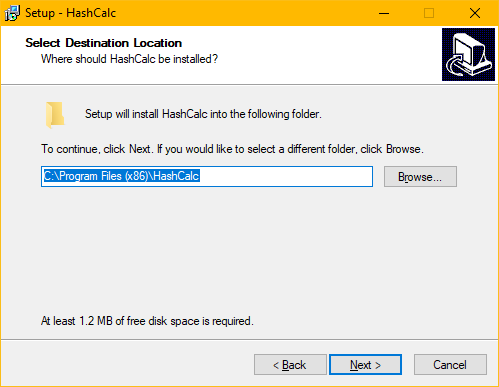 Setup - HashCalc
Select Destination Location
Where should HashCalc be installed?
Setup will install HashCalc into the following folder.
To continue, click Next. If you would like to select a different folder, click Browse.
C:\Program Files (x86)\HashCalc
Browse...
At least 1.2 MB of free disk space is required.
< Back
Next >
Cancel